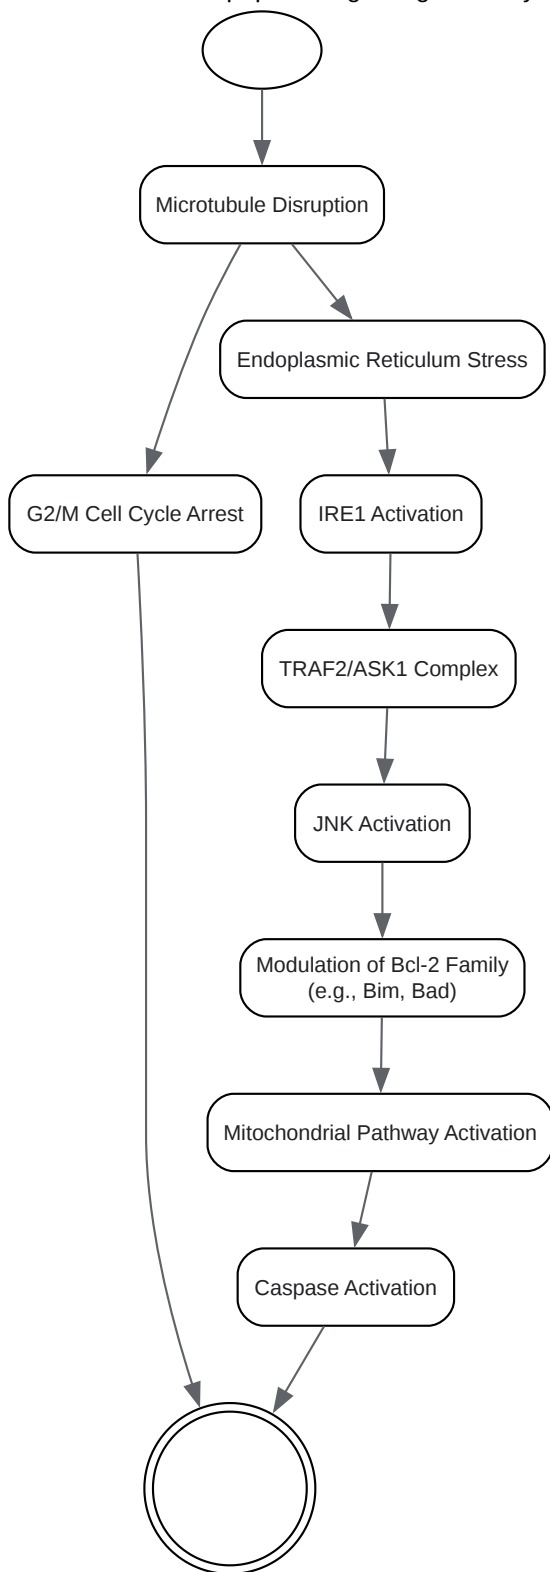 Microtubule Disruption
Endoplasmic Reticulum Stress
G2/M Cell Cycle Arrest
IRE1 Activation
TRAF2/ASK1 Complex
JNK Activation
Modulation of Bcl-2 Family
(e.g., Bim, Bad)
Mitochondrial Pathway Activation
Caspase Activation